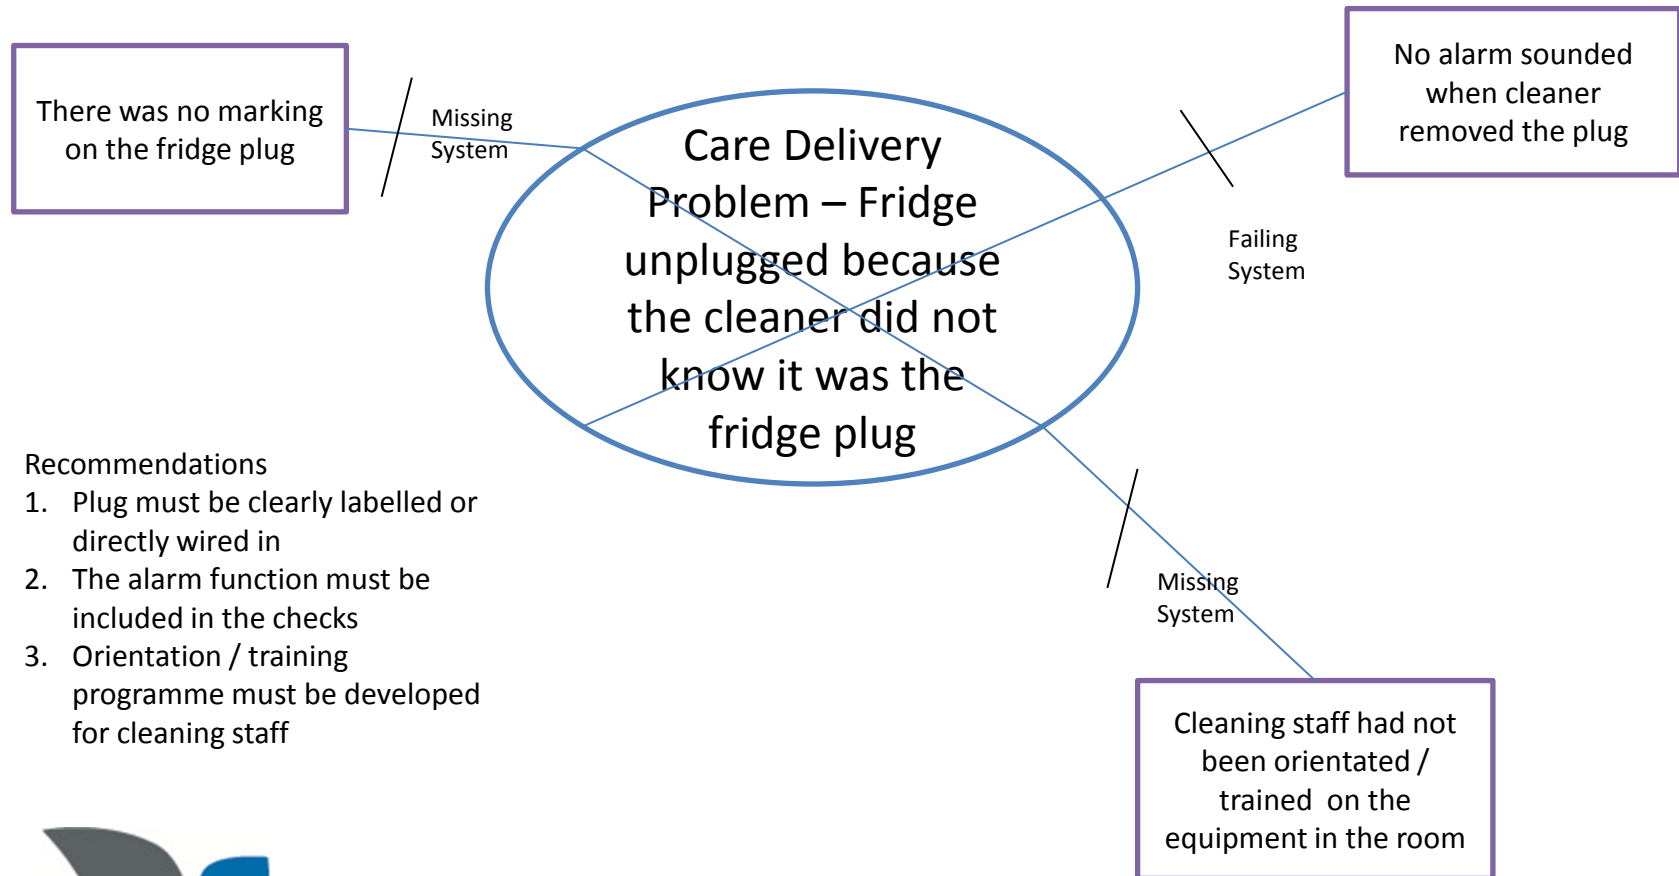 There was no marking
on the fridge plug
Missing
System
Care Delivery
Problem – Fridge
unplugged because
the cleaner did not
know it was the
fridge plug
No alarm sounded
when cleaner
removed the plug
Failing
System
Recommendations
1. Plug must be clearly labelled or
directly wired in
2. The alarm function must be
included in the checks
3. Orientation / training
programme must be developed
for cleaning staff
Missing
System
Cleaning staff had not
been orientated /
trained on the
equipment in the room